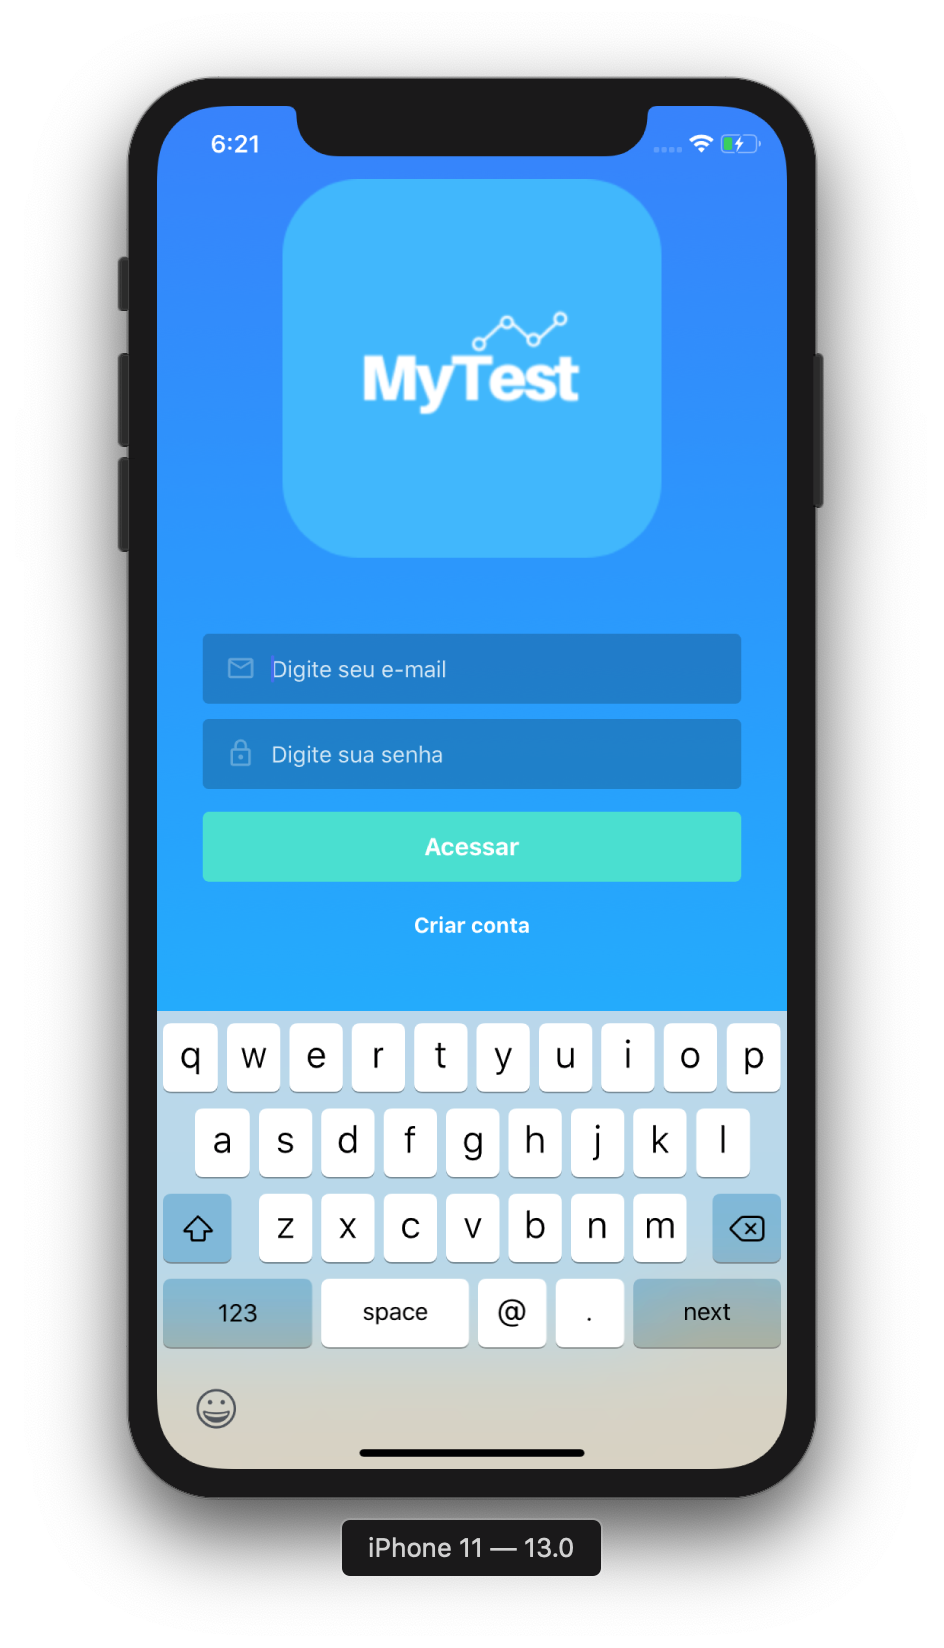 6:21
MyTest
Digite seu e-mail
Digite sua senha
Acessar
Criar conta
q w e r t y u i o p
a s d f g h j k l
z x c v b n m
123 space @ . next
iPhone 11 — 13.0